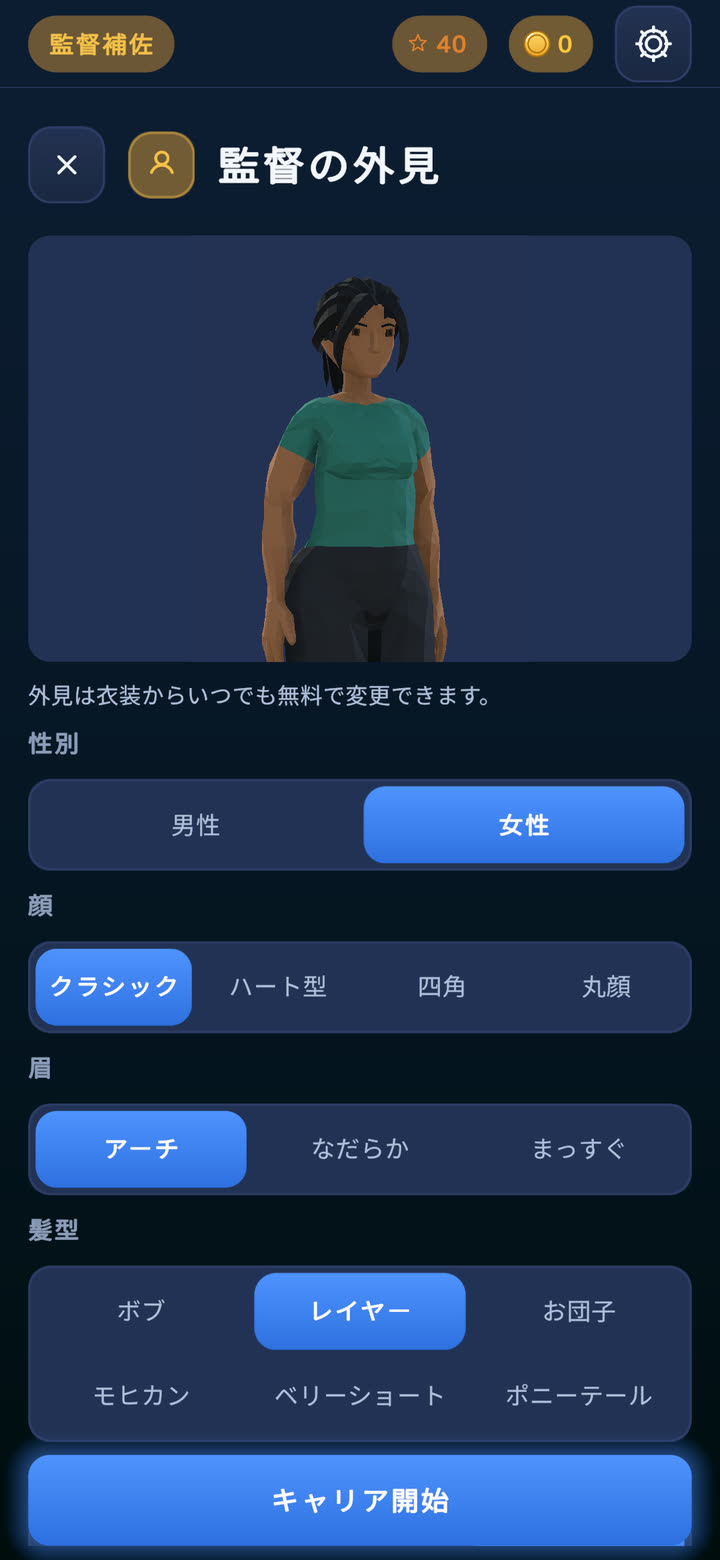 監督補佐
40
0
監督の外見
外見は衣装からいつでも無料で変更できます。
性別
男性
女性
顔
クラシック
ハート型
四角
丸顔
眉
アーチ
なだらか
まっすぐ
髪型
ボブ
レイヤー
お団子
モヒカン
ベリーショート
ポニーテール
キャリア開始